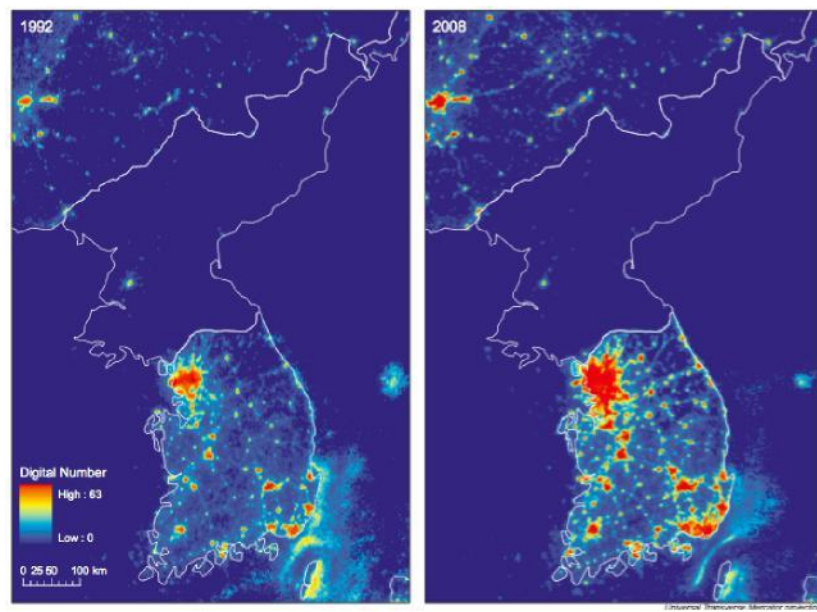 1992
2008
Digital Number
High : 63
Low : 0
0 25 50 100 km
Universal Transverse Mercator projection